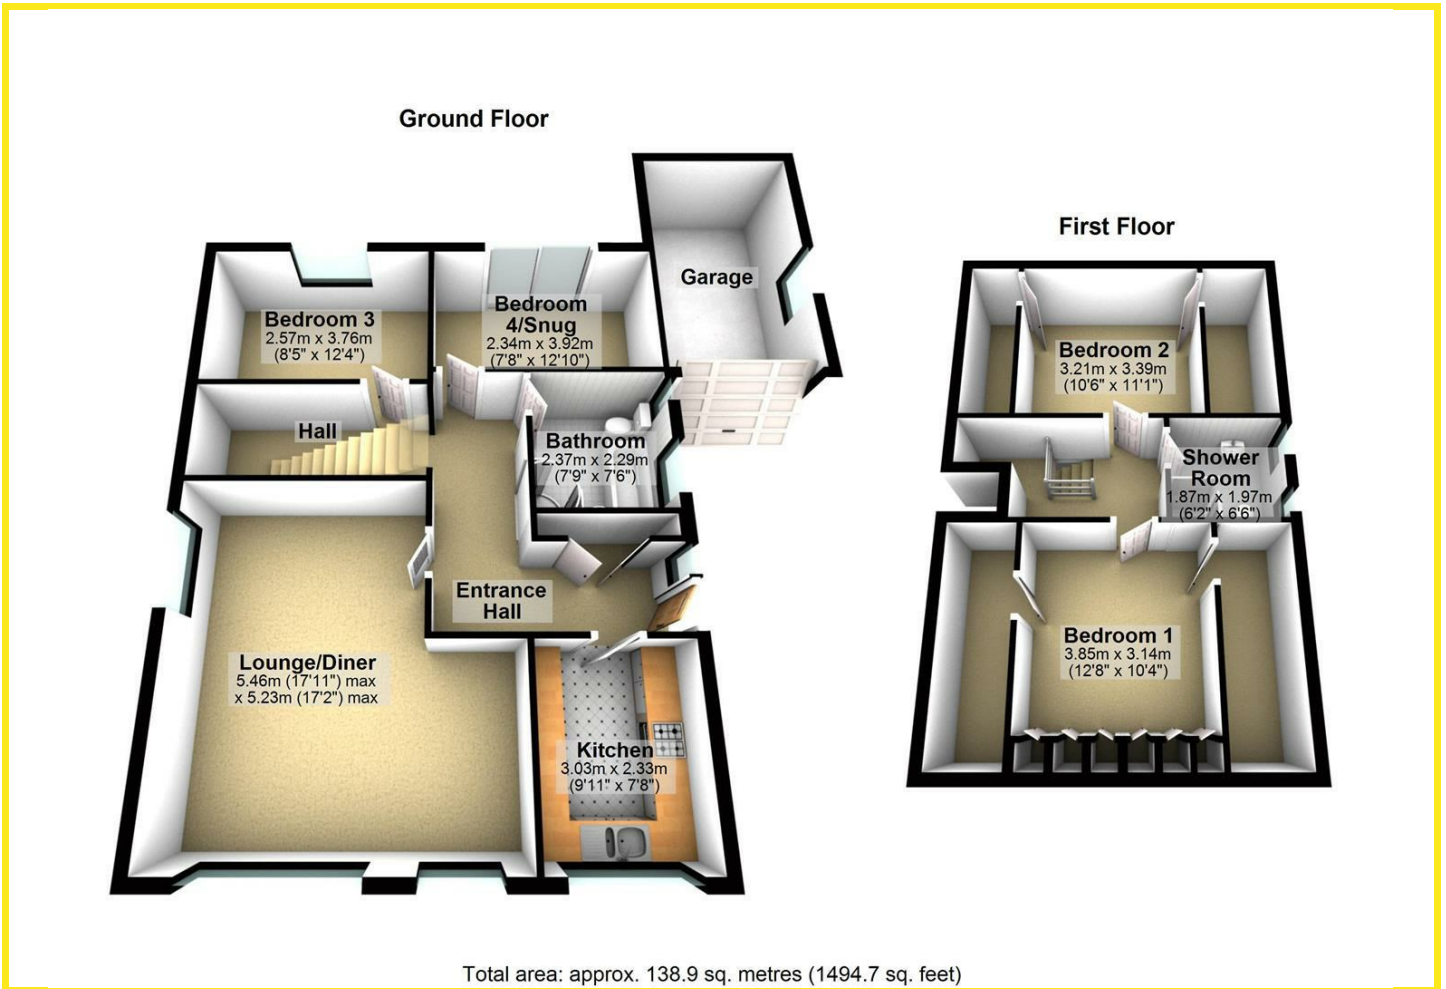 Ground Floor
Garage
Bedroom 3
2.57m x 3.76m
(8'5" x 12'4")
Bedroom
4/Snug
2.34m x 3.92m
(7'8" x 12'10")
Hall
Bathroom
2.37m x 2.29m
(7'9" x 7'6")
Entrance
Hall
Lounge/Diner
5.46m (17'11") max
x 5.23m (17'2") max
Kitchen
3.03m x 2.33m
(9'11" x 7'8")
First Floor
Bedroom 2
3.21m x 3.39m
(10'6" x 11'1")
Shower
Room
1.87m x 1.97m
(6'2" x 6'6")
Bedroom 1
3.85m x 3.14m
(12'8" x 10'4")
Total area: approx. 138.9 sq. metres (1494.7 sq. feet)